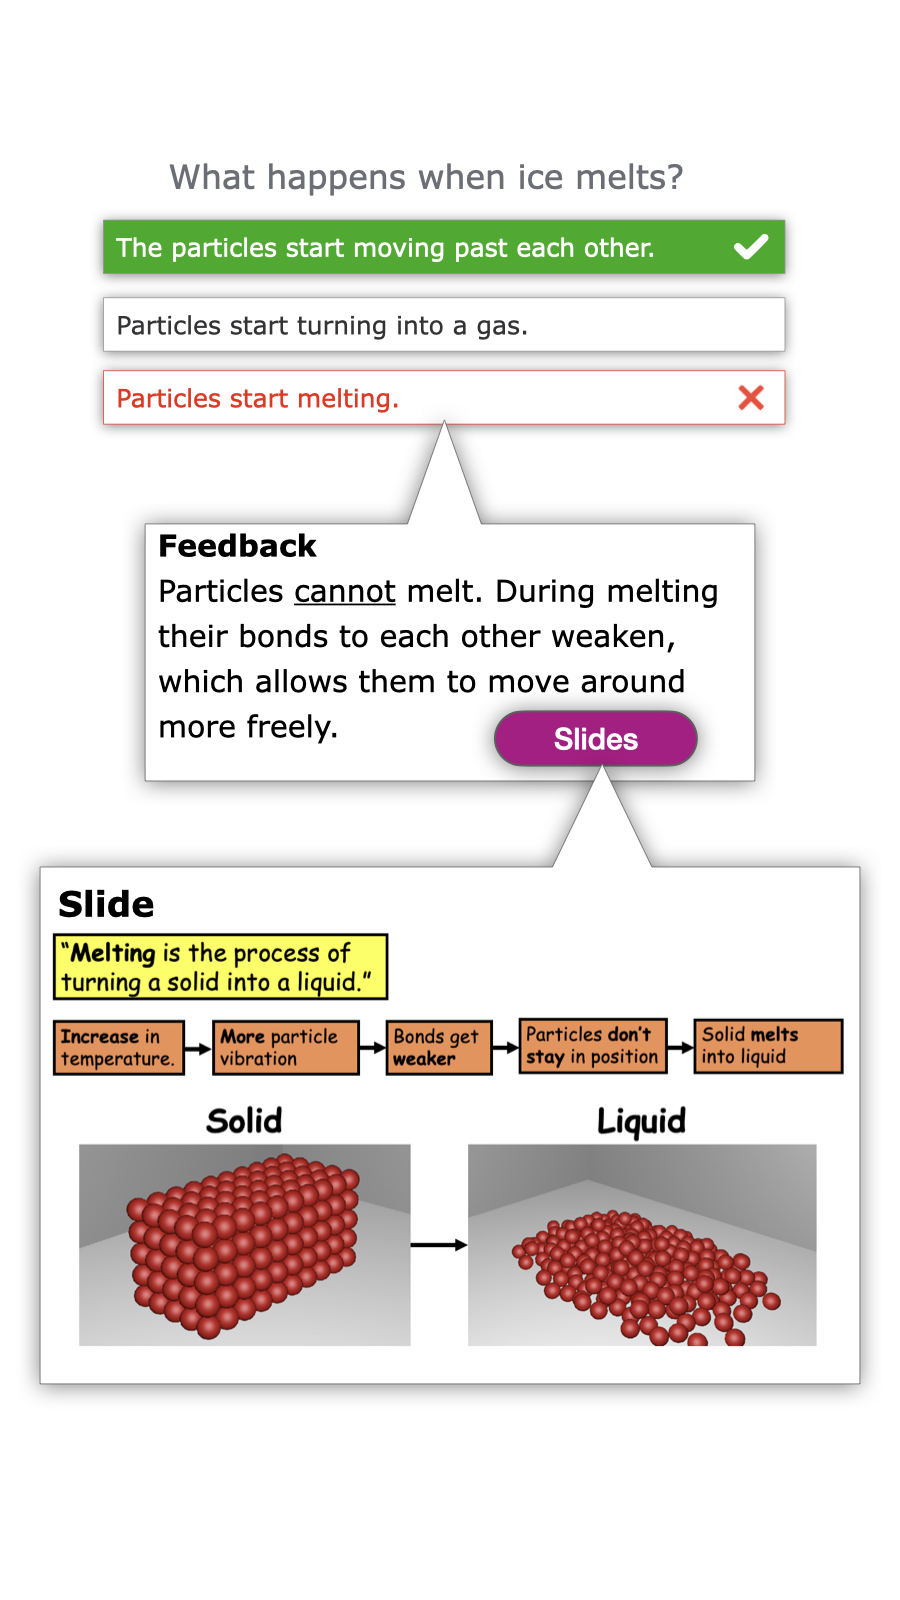 What happens when ice melts?
The particles start moving past each other.
Particles start turning into a gas.
Particles start melting.
Feedback
Particles cannot melt. During melting
their bonds to each other weaken,
which allows them to move around
more freely.
Slides
Slide
“Melting is the process of
turning a solid into a liquid.”
Increase in
temperature.
More particle
vibration
Bonds get
weaker
Particles don’t
stay in position
Solid melts
into liquid
Solid
Liquid